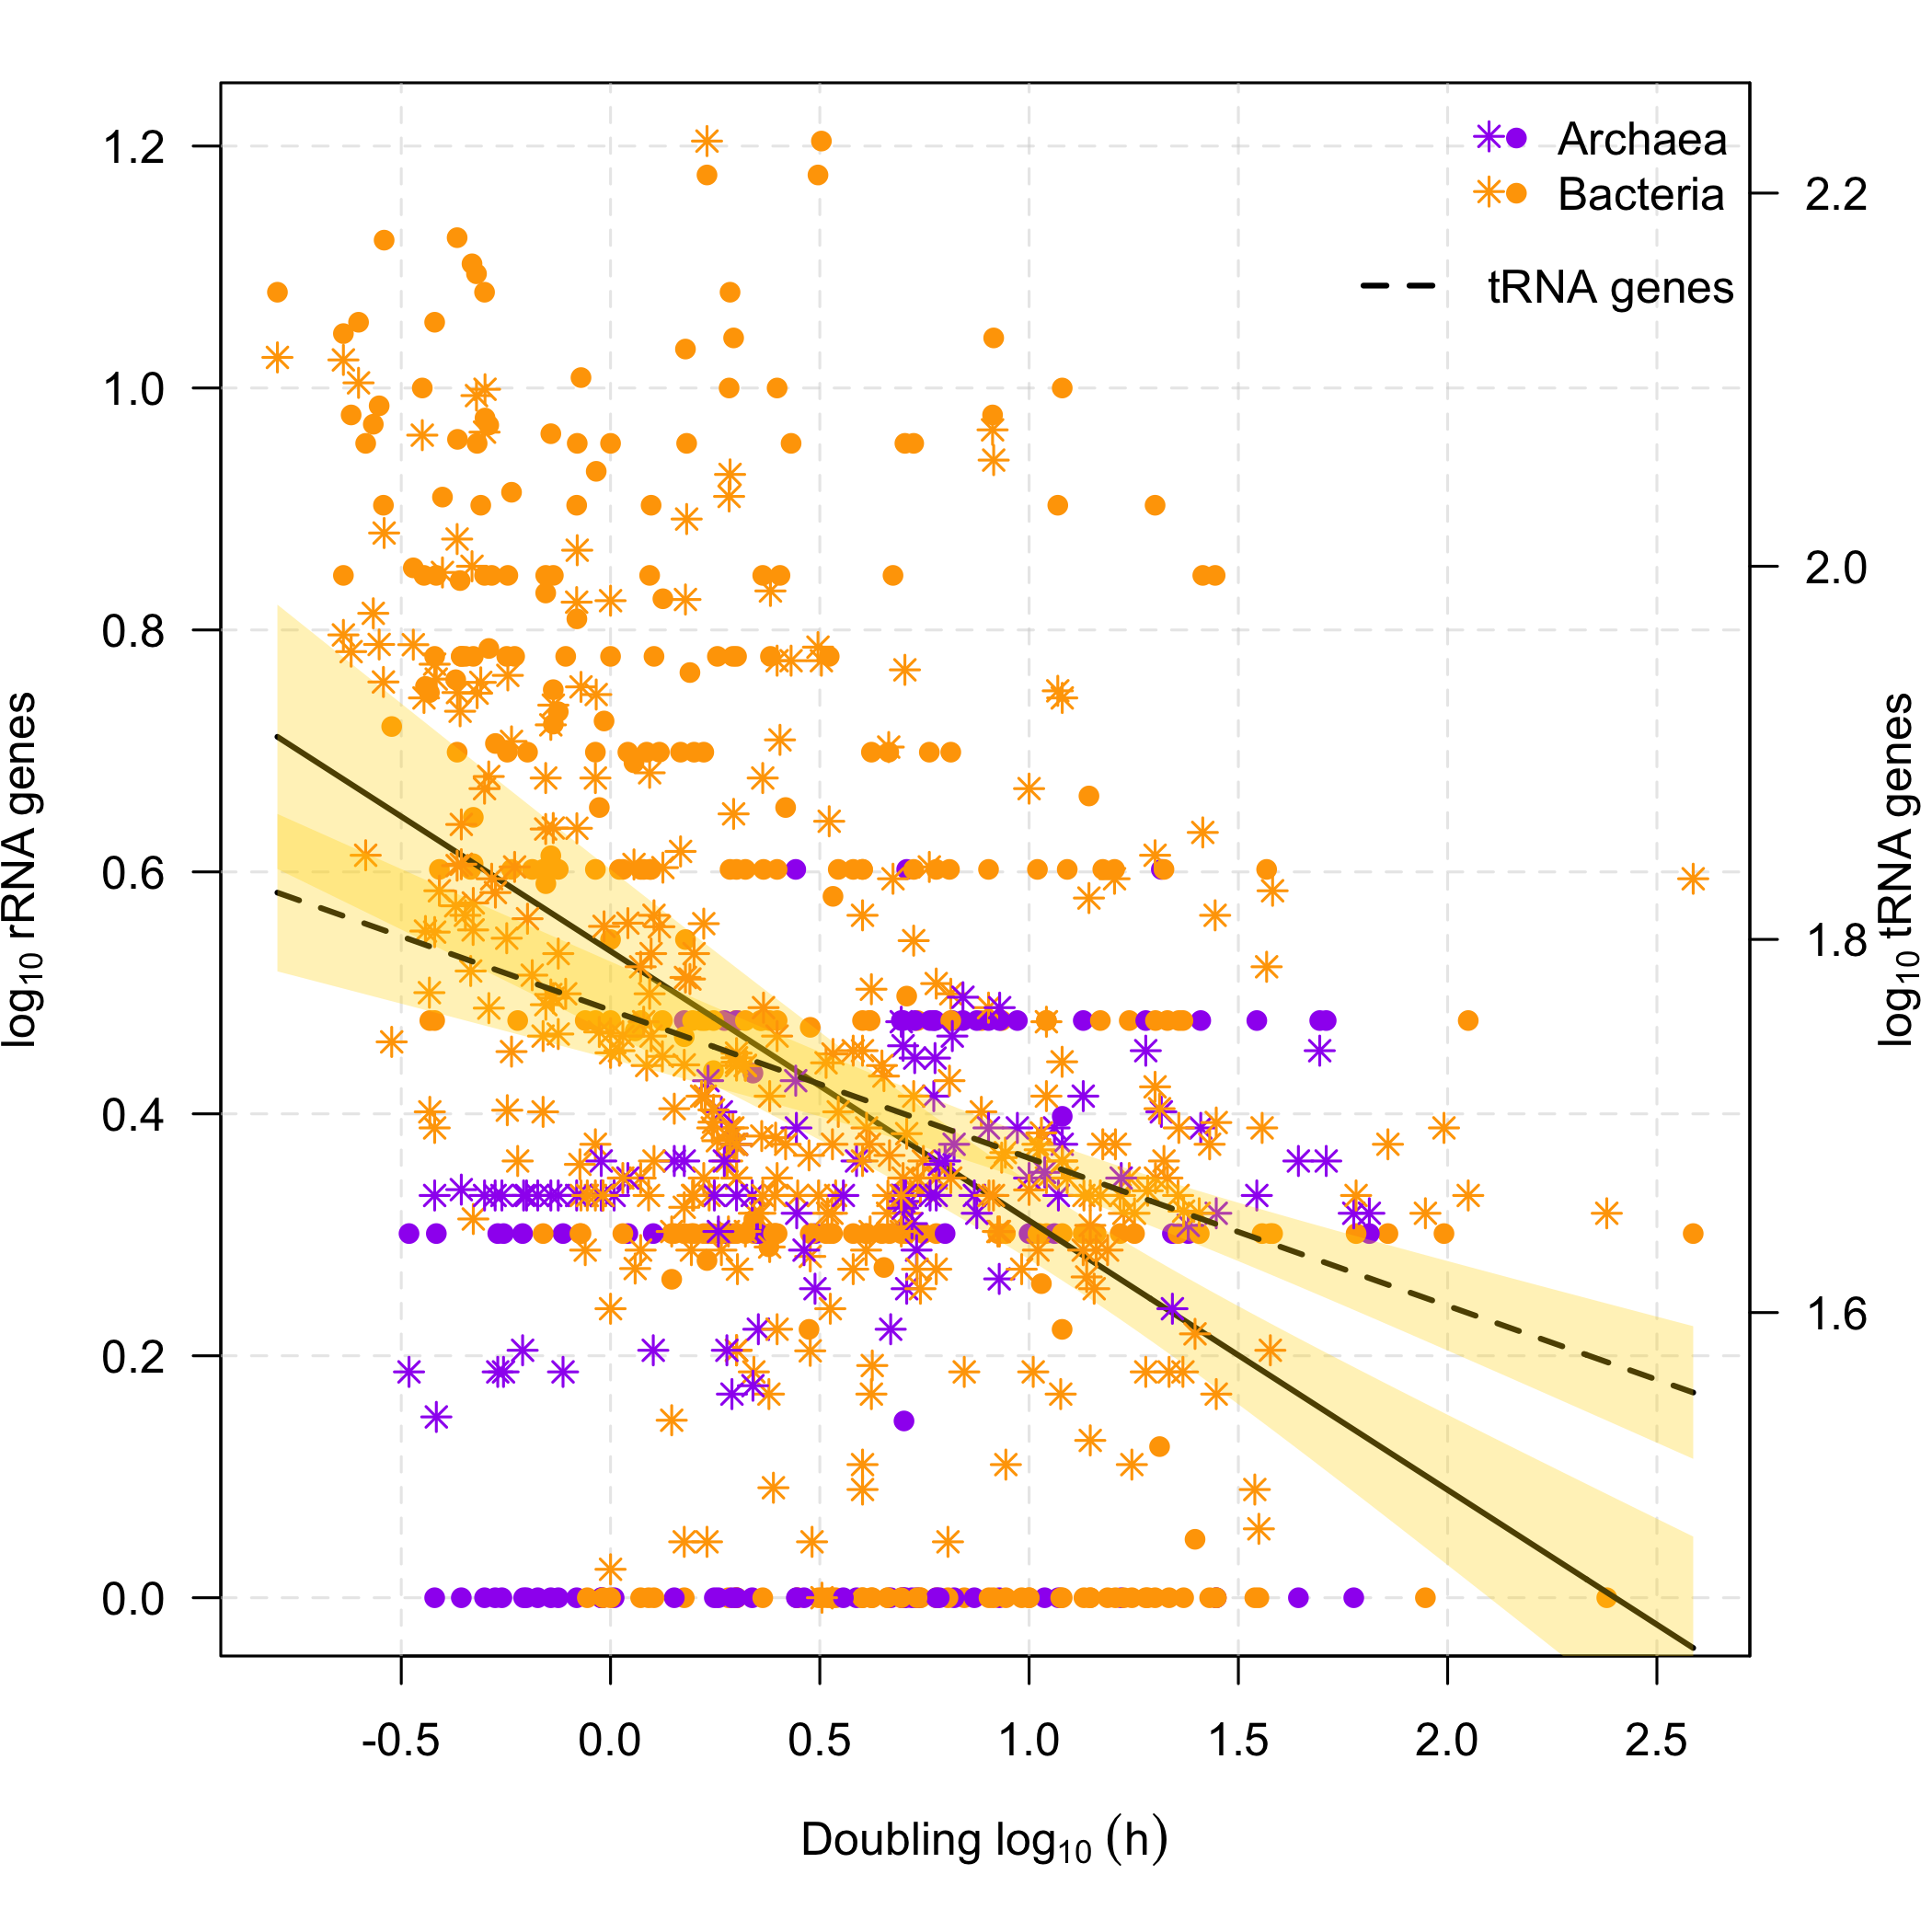 Archaea
Bacteria
tRNA genes
1.2
1.0
0.8
0.6
0.4
0.2
0.0
log10 rRNA genes
2.2
2.0
1.8
1.6
log10 tRNA genes
-0.5 0.0 0.5 1.0 1.5 2.0 2.5
Doubling log10 (h)